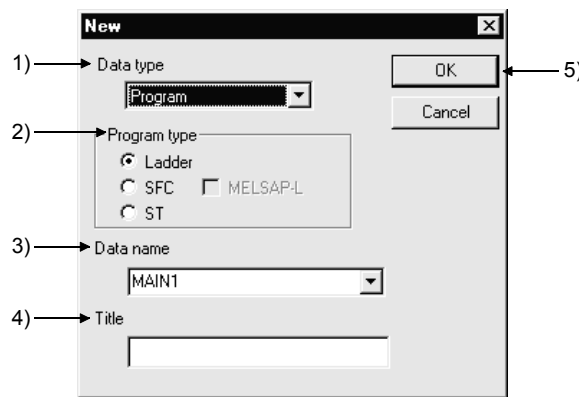 New
1)
Data type
Program
OK
5)
Cancel
2)
Program type
Ladder
SFC
MELSAP-L
ST
3)
Data name
MAIN1
4)
Title